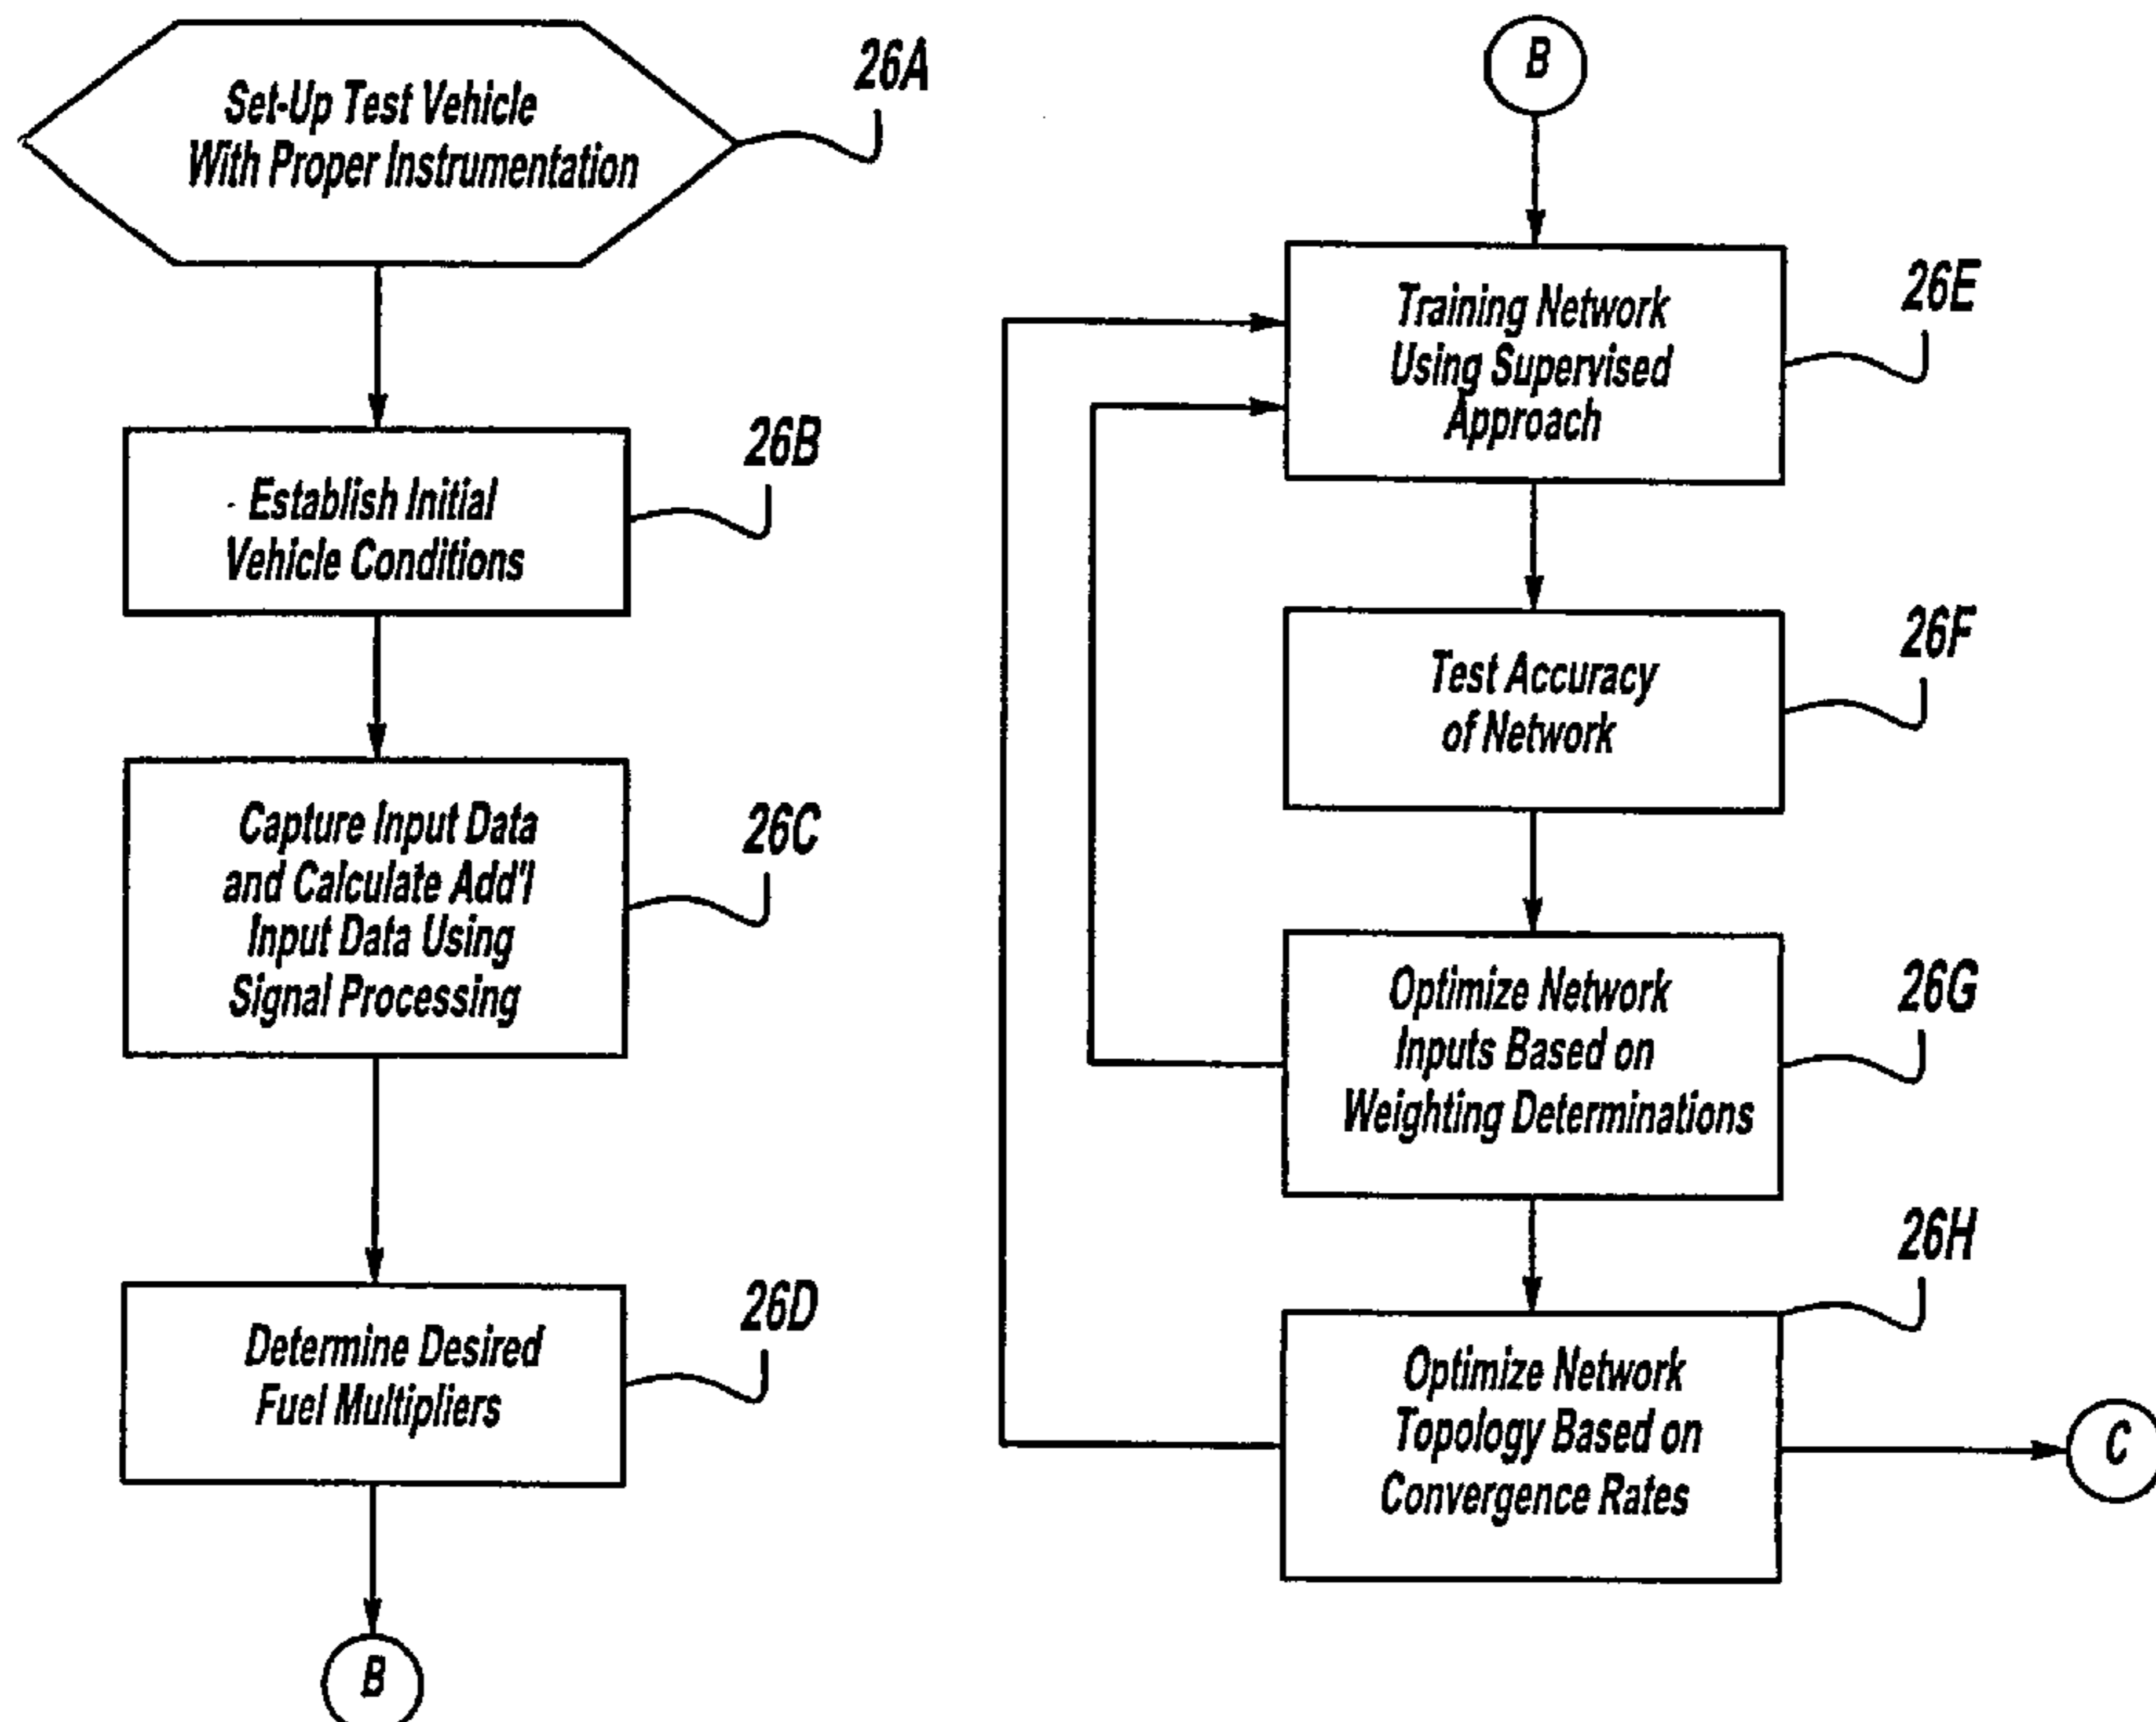 Set-Up Test Vehicle
With Proper Instrumentation
26A
Establish Initial
Vehicle Conditions
26B
Capture Input Data
and Calculate Add'l
Input Data Using
Signal Processing
26C
Determine Desired
Fuel Multipliers
26D
B
B
Training Network
Using Supervised
Approach
26E
Test Accuracy
of Network
26F
Optimize Network
Inputs Based on
Weighting Determinations
26G
Optimize Network
Topology Based on
Convergence Rates
26H
C